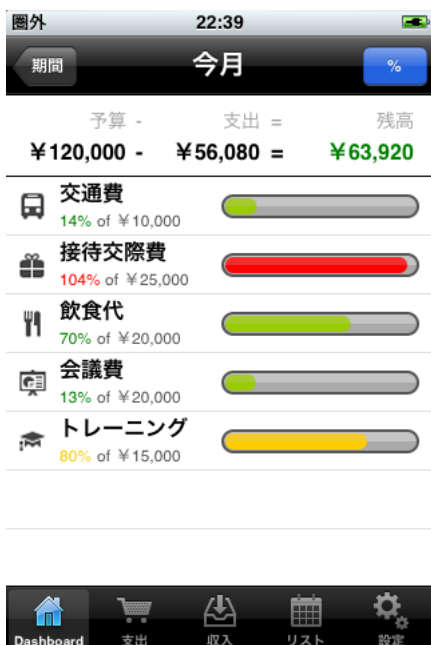 圏外 22:39
期間 今月 %
予算 - 支出 = 残高
¥120,000 - ¥56,080 = ¥63,920
交通費
14% of ¥10,000
接待交際費
104% of ¥25,000
飲食代
70% of ¥20,000
会議費
13% of ¥20,000
トレーニング
80% of ¥15,000
Dashboard 支出 収入 リスト 設定